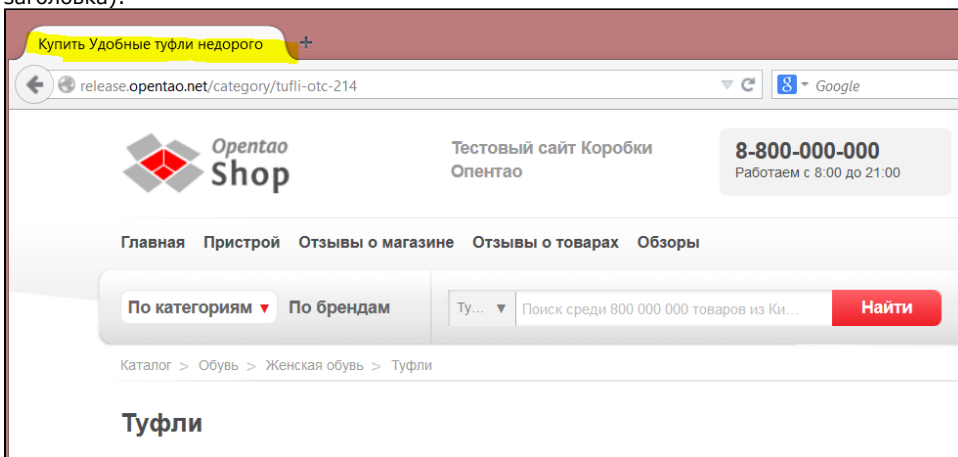 заголовка).
Купить Удобные туфли недорого +
release.opentao.net/category/tufli-otc-214
8 Google
Opentao
Shop
Тестовый сайт Коробки
Опентао
8-800-000-000
Работаем с 8:00 до 21:00
Главная Пристрой Отзывы о магазине Отзывы о товарах Обзоры
По категориям ▼ По брендам
Ту... ▼ Поиск среди 800 000 000 товаров из Ки... Найти
Каталог > Обувь > Женская обувь > Туфли
Туфли